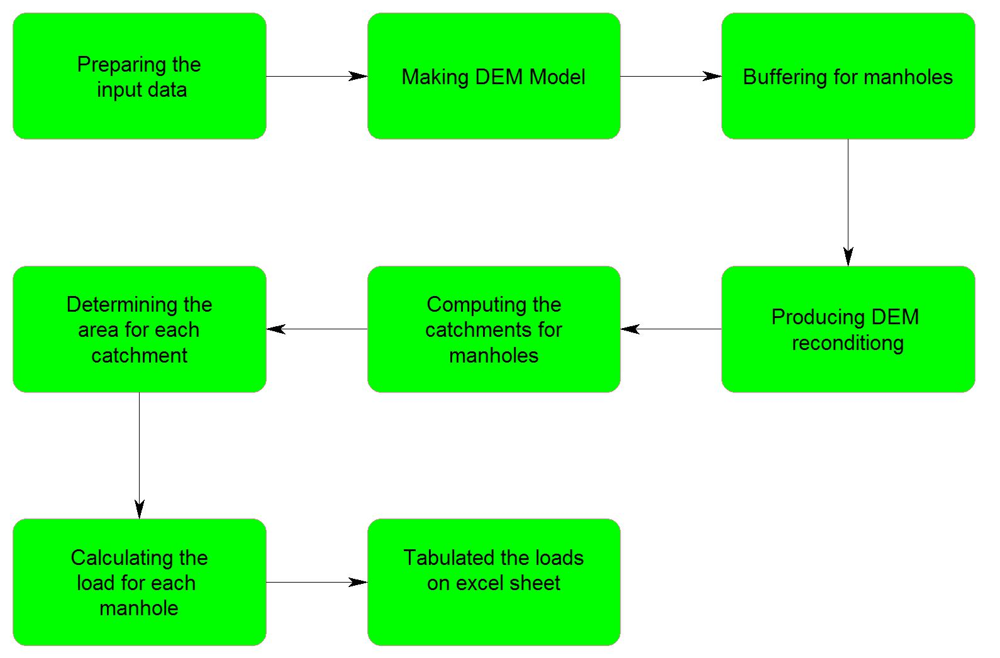 Preparing the
input data
Making DEM Model
Buffering for manholes
Producing DEM
reconditiong
Computing the
catchments for
manholes
Determining the
area for each
catchment
Calculating the
load for each
manhole
Tabulated the loads
on excel sheet